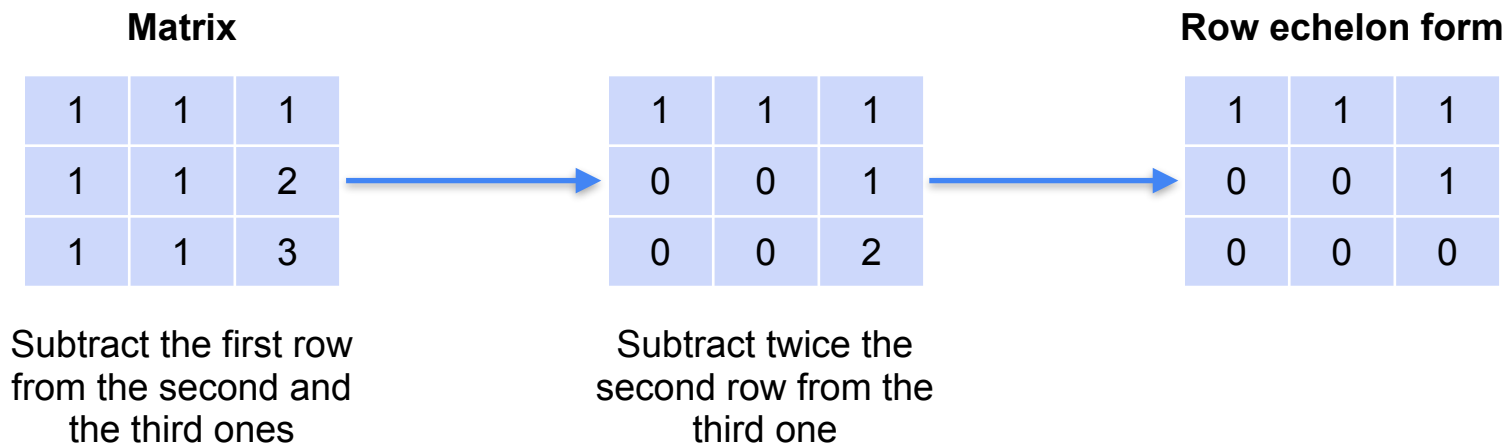 Matrix
Row echelon form
1 1 1
1 1 2
1 1 3
1 1 1
0 0 1
0 0 2
1 1 1
0 0 1
0 0 0
Subtract the first row
from the second and
the third ones
Subtract twice the
second row from the
third one